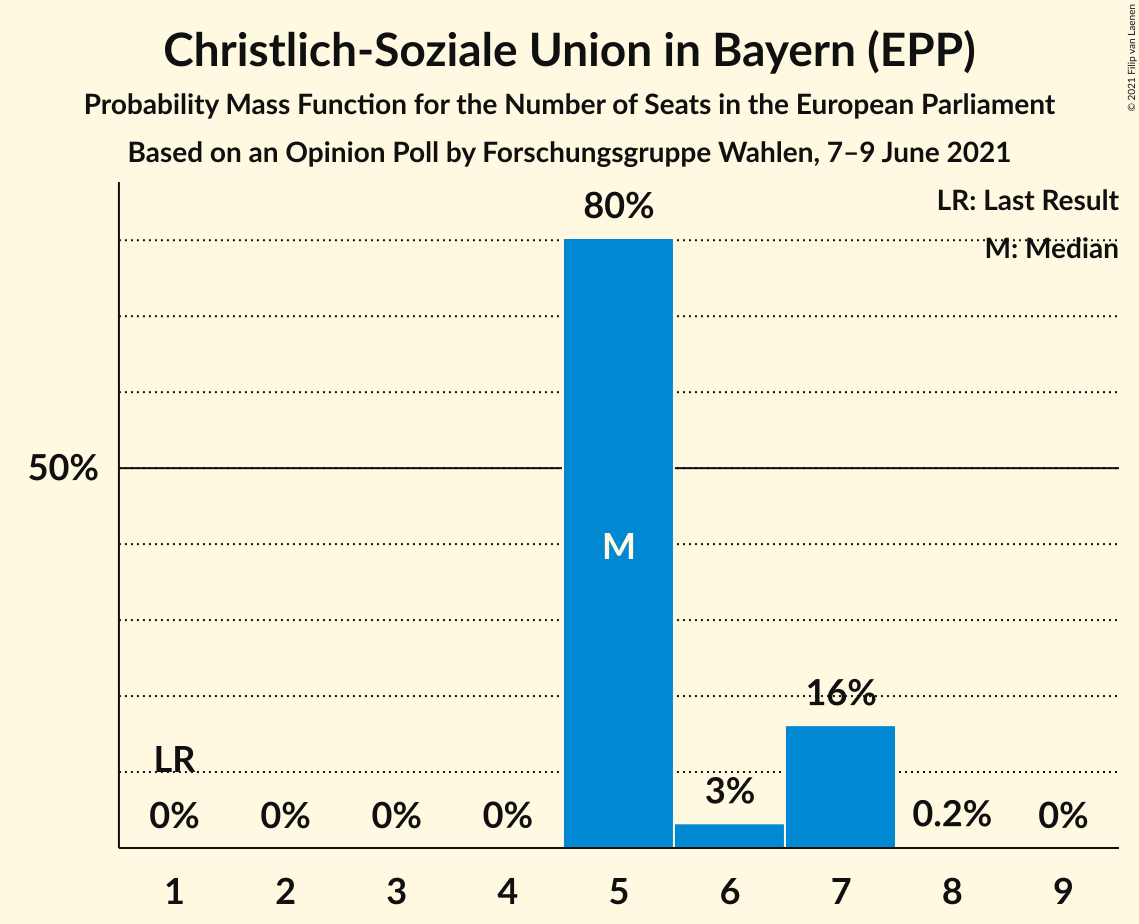 Christlich-Soziale Union in Bayern (EPP)
Probability Mass Function for the Number of Seats in the European Parliament
Based on an Opinion Poll by Forschungsgruppe Wahlen, 7–9 June 2021
© 2021 Filip van Laenen
LR: Last Result
M: Median
80%
50%
M
16%
LR
3%
0% 0% 0% 0% 0.2% 0%
1 2 3 4 5 6 7 8 9